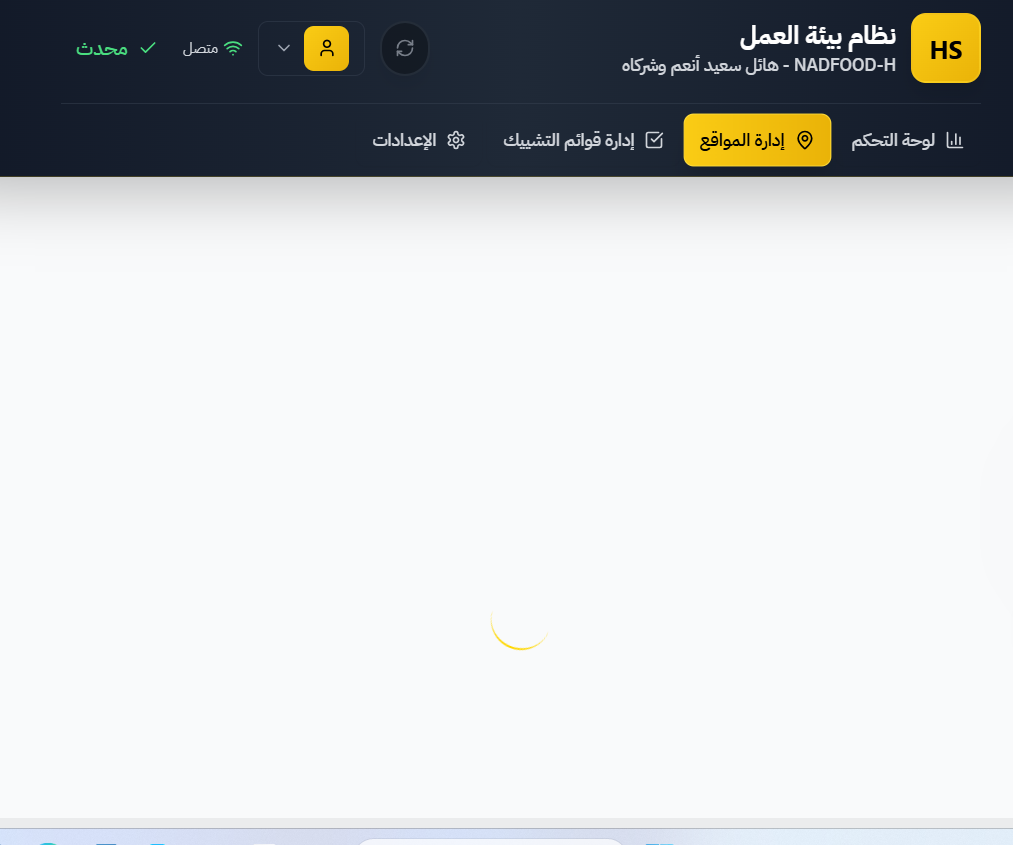 HS
نظام بيئة العمل
NADFOOD-H - هائل سعيد أنعم وشركاه
متصل
محدث
لوحة التحكم
إدارة المواقع
إدارة قوائم التشييك
الإعدادات